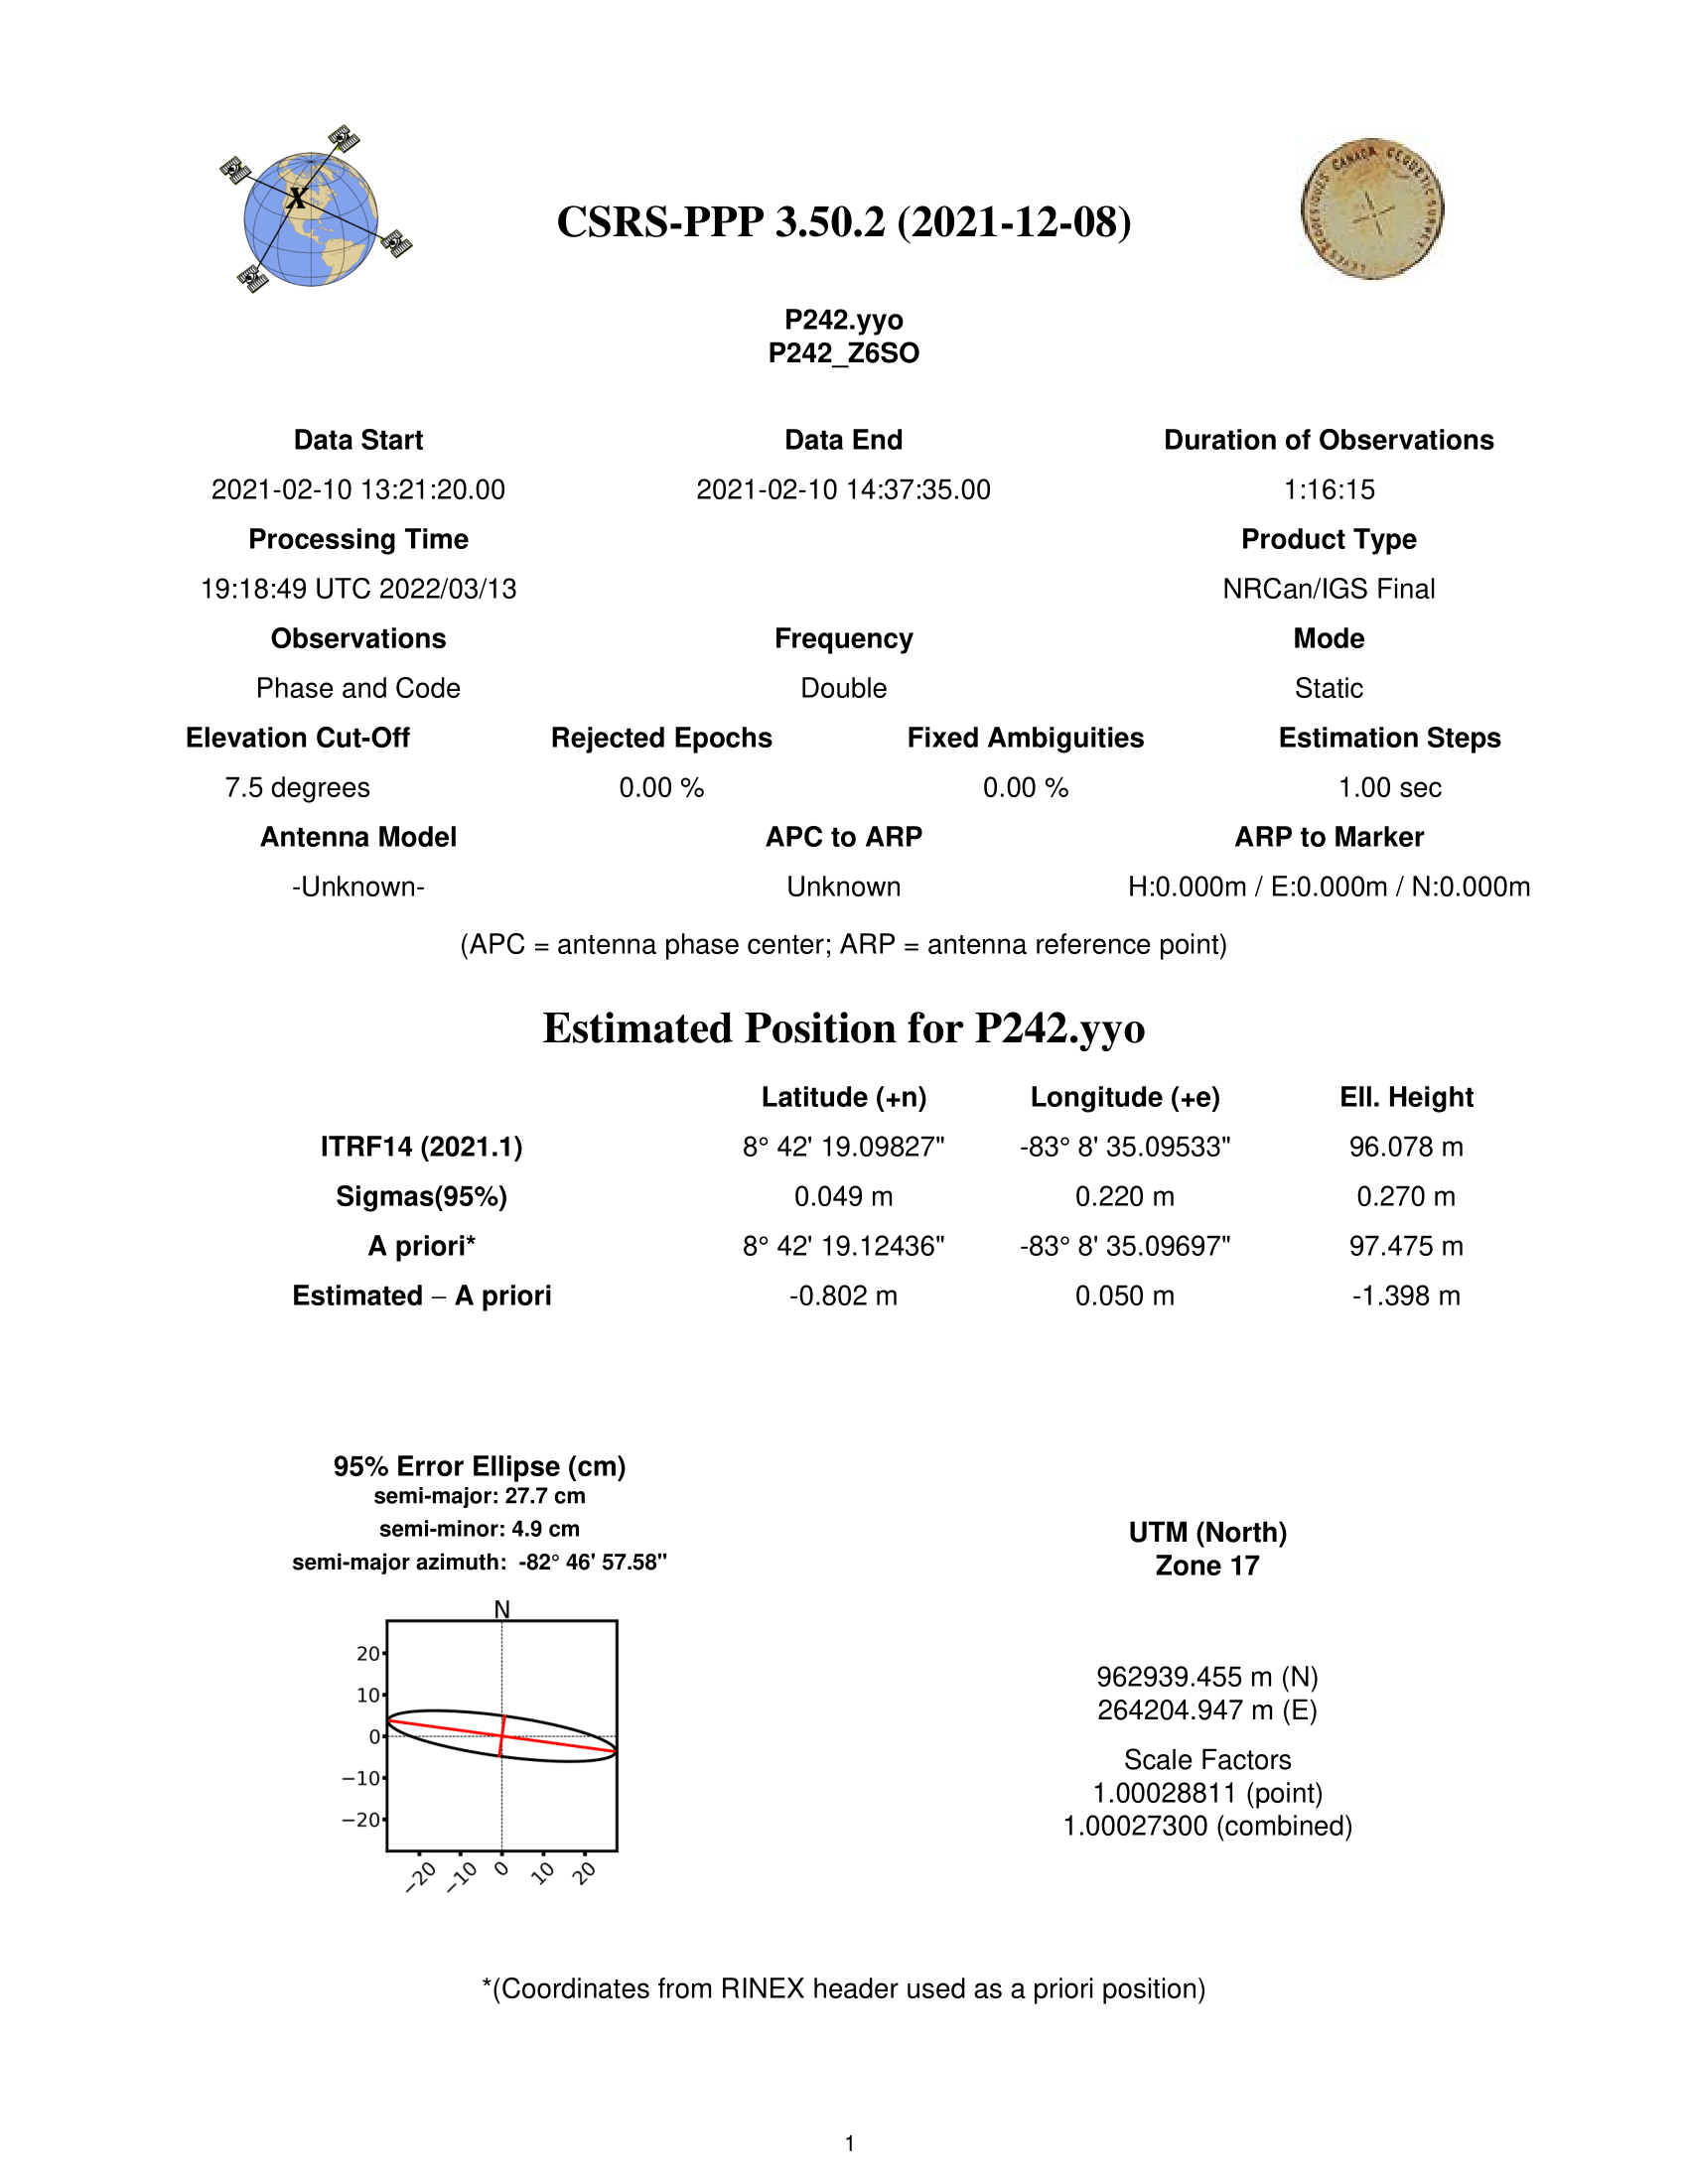 X
CANADA GEODETIC SURVEY
CSRS-PPP 3.50.2 (2021-12-08)
P242.yyo
P242_Z6SO
Data Start Data End Duration of Observations
2021-02-10 13:21:20.00 2021-02-10 14:37:35.00 1:16:15
Processing Time Product Type
19:18:49 UTC 2022/03/13 NRCan/IGS Final
Observations Frequency Mode
Phase and Code Double Static
Elevation Cut-Off Rejected Epochs Fixed Ambiguities Estimation Steps
7.5 degrees 0.00 % 0.00 % 1.00 sec
Antenna Model APC to ARP ARP to Marker
-Unknown- Unknown H:0.000m / E:0.000m / N:0.000m
(APC = antenna phase center; ARP = antenna reference point)
Estimated Position for P242.yyo
Latitude (+n) Longitude (+e) Ell. Height
ITRF14 (2021.1) 8° 42' 19.09827" -83° 8' 35.09533" 96.078 m
Sigmas(95%) 0.049 m 0.220 m 0.270 m
A priori* 8° 42' 19.12436" -83° 8' 35.09697" 97.475 m
Estimated − A priori -0.802 m 0.050 m -1.398 m
95% Error Ellipse (cm)
semi-major: 27.7 cm
semi-minor: 4.9 cm
semi-major azimuth: -82° 46' 57.58"
N
20
10
0
−10
−20
−20 −10 0 10 20
UTM (North)
Zone 17
962939.455 m (N)
264204.947 m (E)
Scale Factors
1.00028811 (point)
1.00027300 (combined)
*(Coordinates from RINEX header used as a priori position)
1